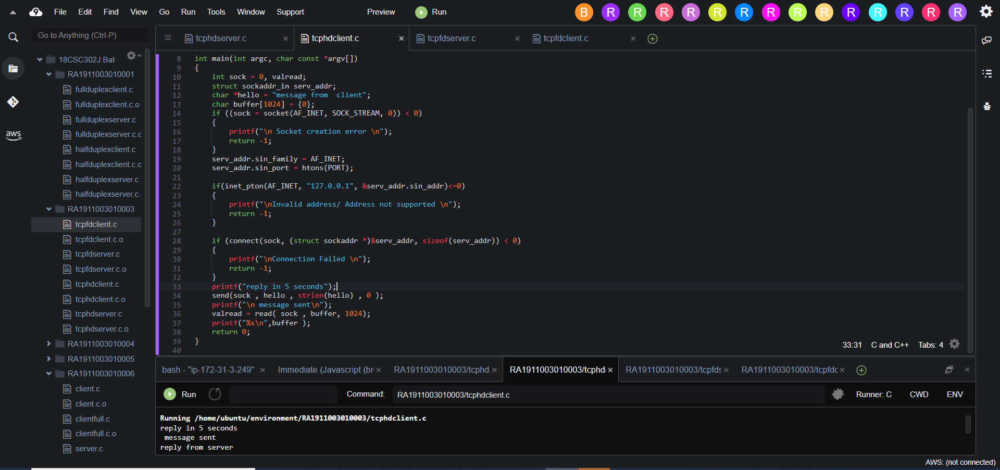 File Edit Find View Go Run Tools Window Support Preview Run
B R R R R R R R R R R R R R R
Go to Anything (Ctrl-P)
aws
18CSC302J Bat
RA1911003010001
fullduplexclient.c
fullduplexclient.c.o
fullduplexserver.c
fullduplexserver.c.c
halfduplexclient.c
halfduplexclient.c.o
halfduplexserver.c
halfduplexserver.c.
RA1911003010003
tcpfdclient.c
tcpfdclient.c.o
tcpfdserver.c
tcpfdserver.c.o
tcphdclient.c
tcphdclient.c.o
tcphdserver.c
tcphdserver.c.o
RA1911003010004
RA1911003010005
RA1911003010006
client.c
client.c.o
clientfull.c
clientfull.c.o
server.c
tcphdserver.c tcphdclient.c tcpfdserver.c tcpfdclient.c
8 int main(int argc, char const *argv[])
9 {
10 int sock = 0, valread;
11 struct sockaddr_in serv_addr;
12 char *hello = "message from  client";
13 char buffer[1024] = {0};
14 if ((sock = socket(AF_INET, SOCK_STREAM, 0)) < 0)
15 {
16 printf("\n Socket creation error \n");
17 return -1;
18 }
19 serv_addr.sin_family = AF_INET;
20 serv_addr.sin_port = htons(PORT);
21
22 if(inet_pton(AF_INET, "127.0.0.1", &serv_addr.sin_addr)<=0)
23 {
24 printf("\nInvalid address/ Address not supported \n");
25 return -1;
26 }
27
28 if (connect(sock, (struct sockaddr *)&serv_addr, sizeof(serv_addr)) < 0)
29 {
30 printf("\nConnection Failed \n");
31 return -1;
32 }
33 printf("reply in 5 seconds");
34 send(sock , hello , strlen(hello) , 0 );
35 printf("\n message sent\n");
36 valread = read( sock , buffer, 1024);
37 printf("%s\n",buffer );
38 return 0;
39 }
40
33:31 C and C++ Tabs: 4
bash - "ip-172-31-3-249" Immediate (Javascript (br RA1911003010003/tcphd RA1911003010003/tcphd RA1911003010003/tcpfds RA1911003010003/tcpfdc
Run Command: RA1911003010003/tcphdclient.c Runner: C CWD ENV
Running /home/ubuntu/environment/RA1911003010003/tcphdclient.c
reply in 5 seconds
message sent
reply from server
AWS: (not connected)